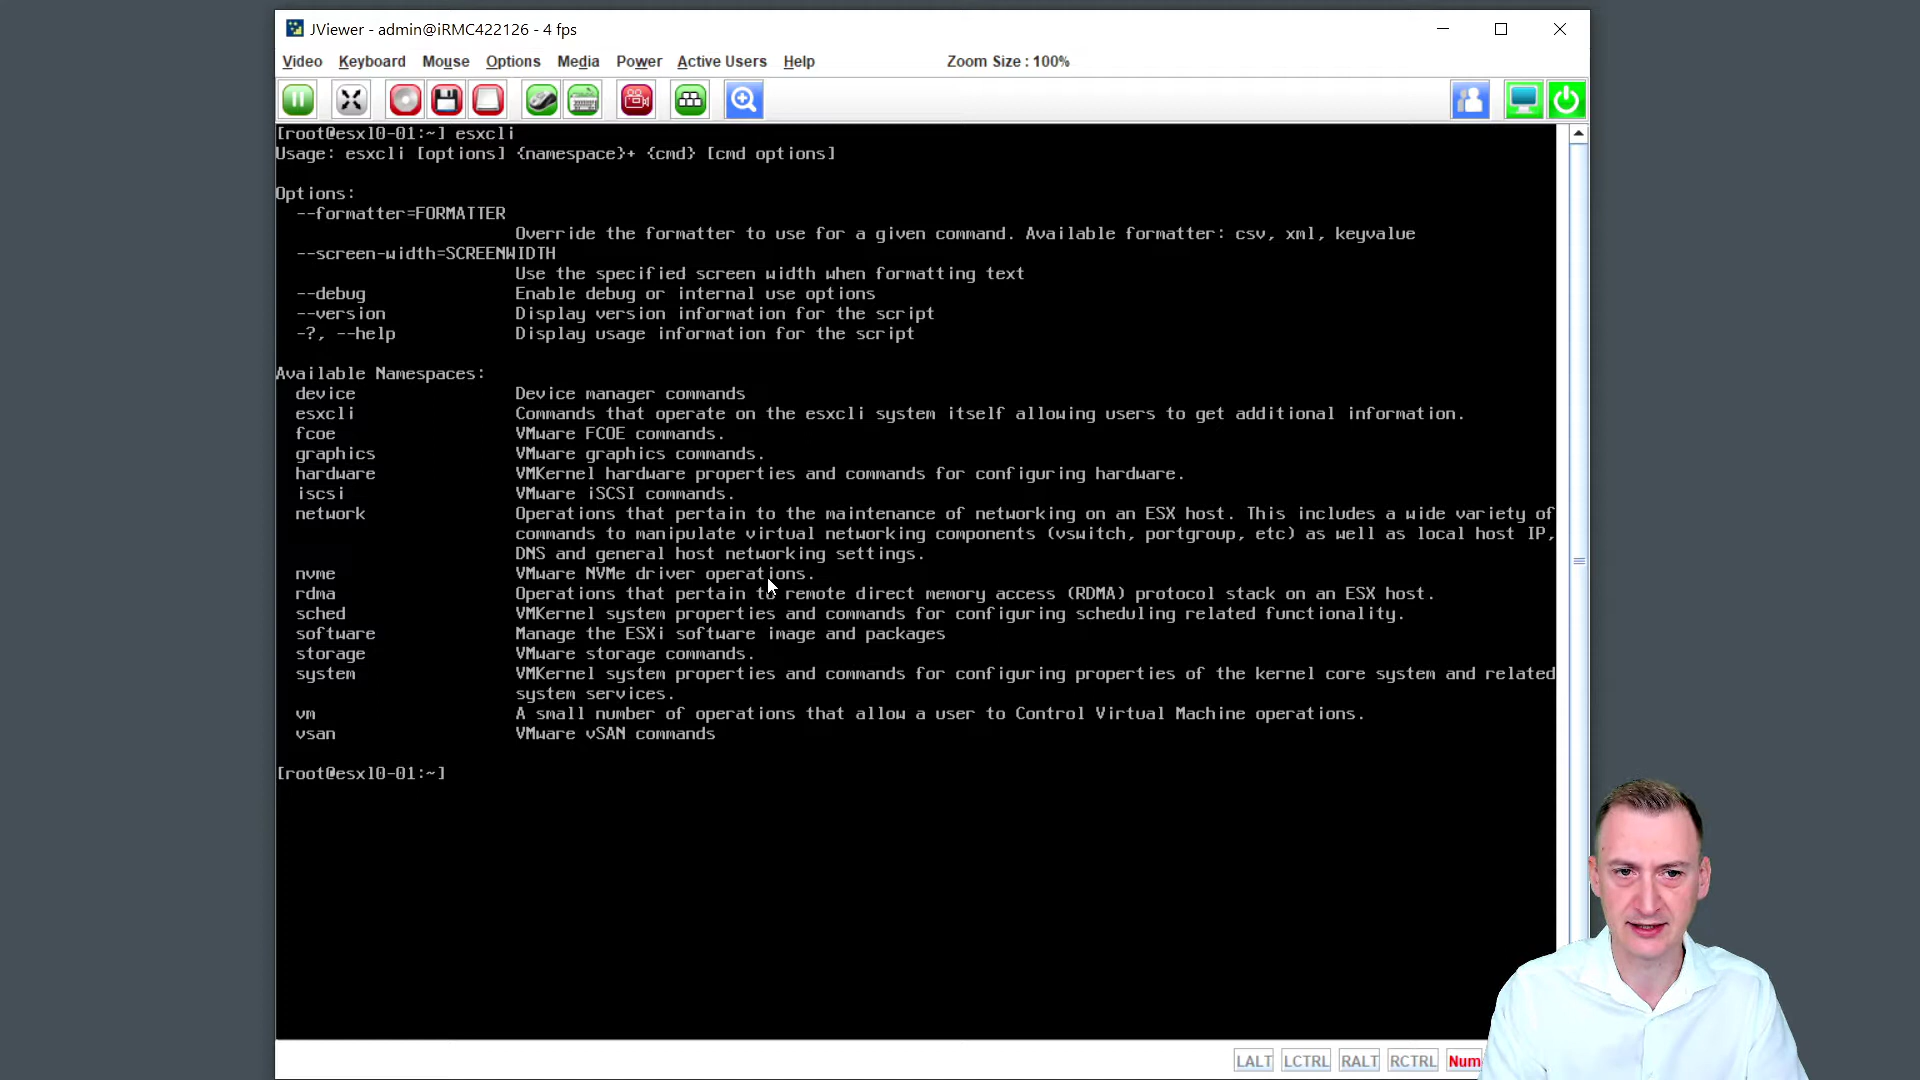 JViewer - admin@iRMC422126 - 4 fps
Video Keyboard Mouse Options Media Power Active Users Help Zoom Size : 100%
[root@esxl0-01:~] esxcli
Usage: esxcli [options] {namespace}+ {cmd} [cmd options]
Options:
--formatter=FORMATTER
Override the formatter to use for a given command. Available formatter: csv, xml, keyvalue
--screen-width=SCREENWIDTH
Use the specified screen width when formatting text
--debug Enable debug or internal use options
--version Display version information for the script
-?, --help Display usage information for the script
Available Namespaces:
device Device manager commands
esxcli Commands that operate on the esxcli system itself allowing users to get additional information.
fcoe VMware FCOE commands.
graphics VMware graphics commands.
hardware VMKernel hardware properties and commands for configuring hardware.
iscsi VMware iSCSI commands.
network Operations that pertain to the maintenance of networking on an ESX host. This includes a wide variety of
commands to manipulate virtual networking components (vswitch, portgroup, etc) as well as local host IP,
DNS and general host networking settings.
nvme VMware NVMe driver operations.
rdma Operations that pertain to remote direct memory access (RDMA) protocol stack on an ESX host.
sched VMKernel system properties and commands for configuring scheduling related functionality.
software Manage the ESXi software image and packages
storage VMware storage commands.
system VMKernel system properties and commands for configuring properties of the kernel core system and related
system services.
vm A small number of operations that allow a user to Control Virtual Machine operations.
vsan VMware vSAN commands
[root@esxl0-01:~]
LALT LCTRL RALT RCTRL Num